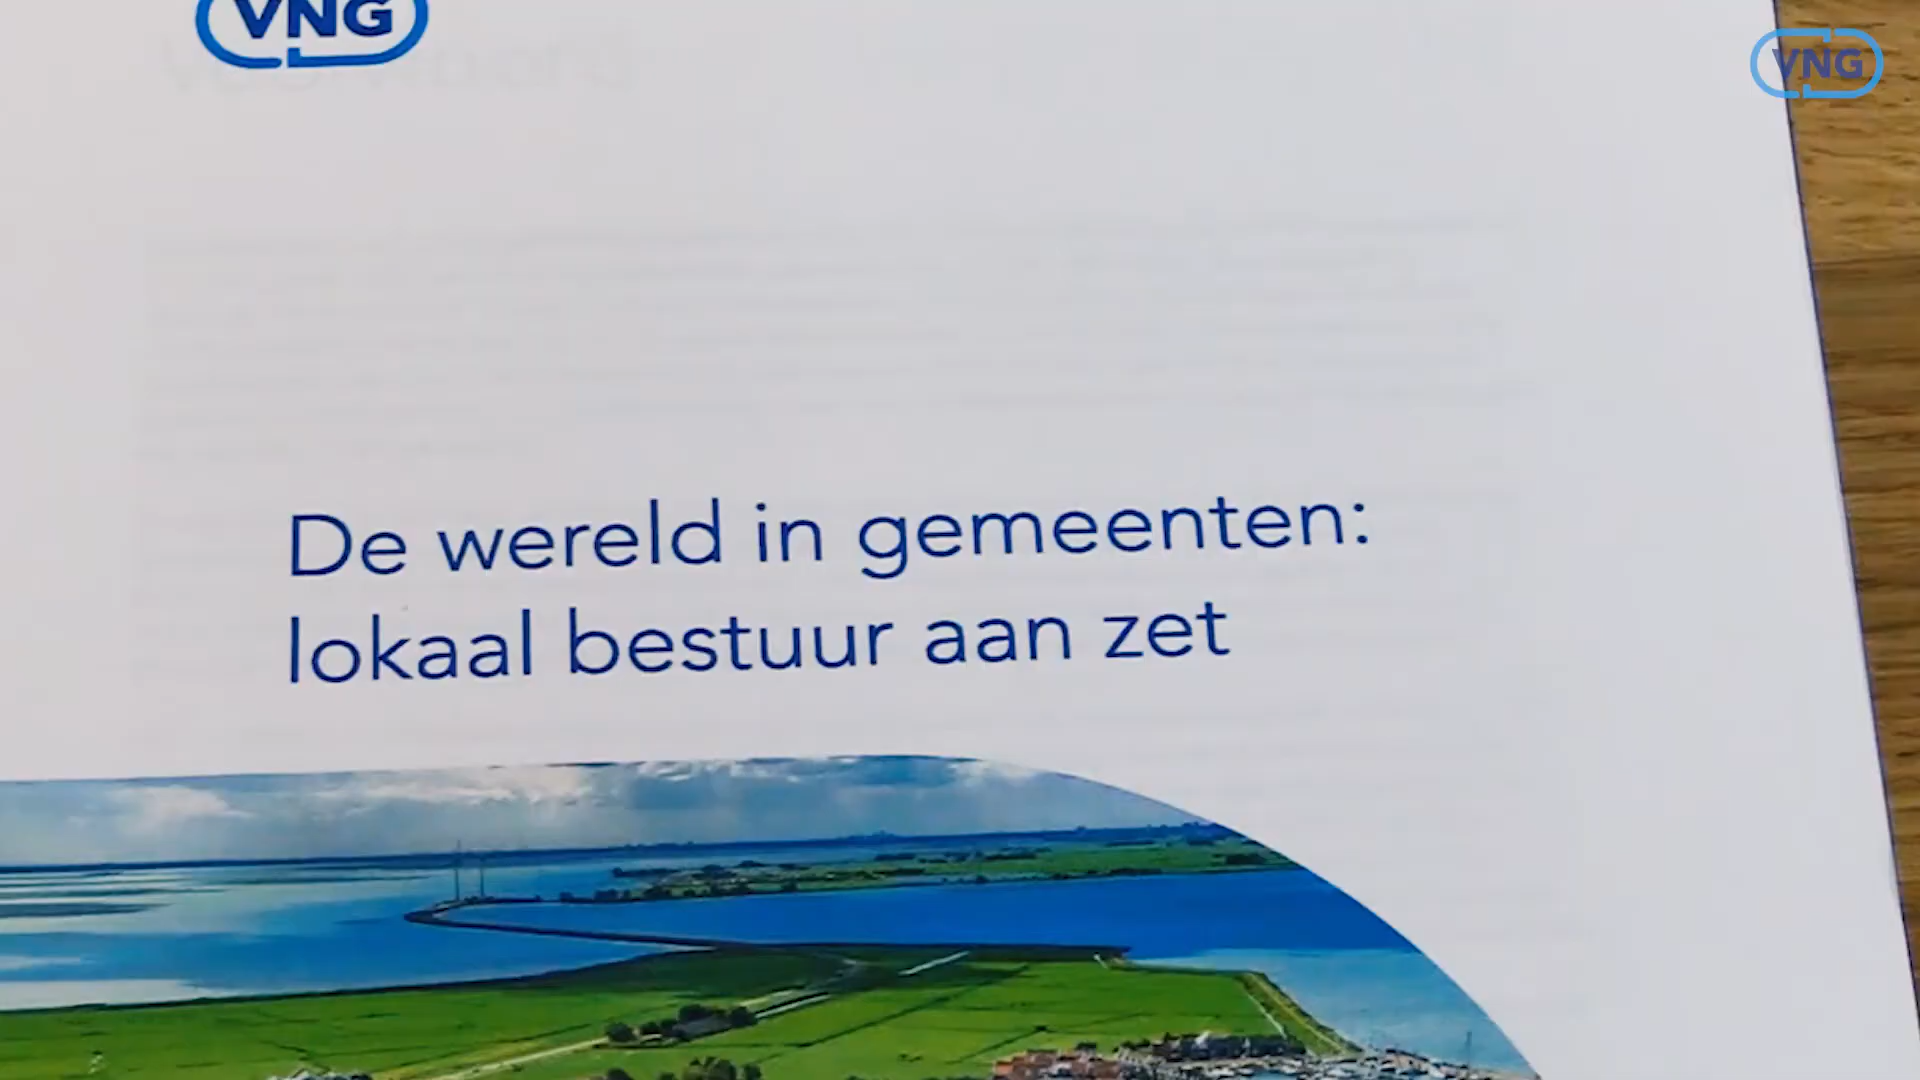 VNG
VNG
De wereld in gemeenten:
lokaal bestuur aan zet